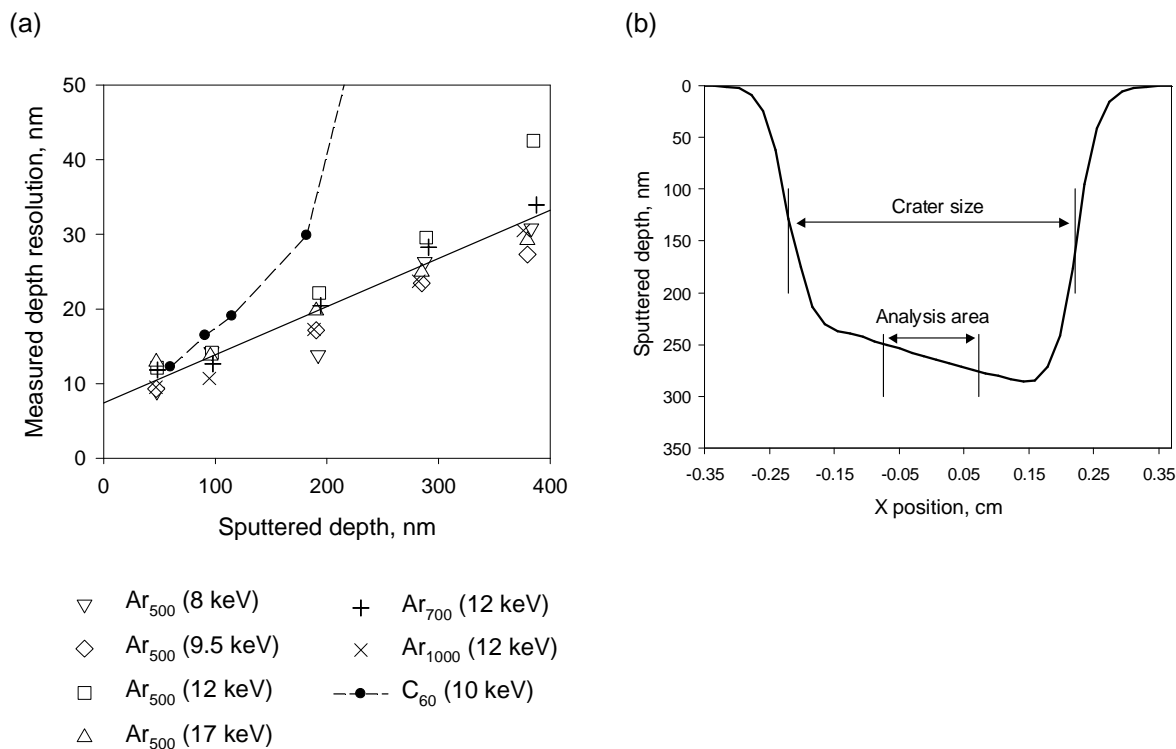 (a)
50
40
30
20
10
0
Measured depth resolution, nm
0 100 200 300 400
Sputtered depth, nm
Ar500 (8 keV)
Ar500 (9.5 keV)
Ar500 (12 keV)
Ar500 (17 keV)
Ar700 (12 keV)
Ar1000 (12 keV)
C60 (10 keV)
(b)
0
50
100
150
200
250
300
350
Sputtered depth, nm
Crater size
Analysis area
-0.35 -0.25 -0.15 -0.05 0.05 0.15 0.25 0.35
X position, cm